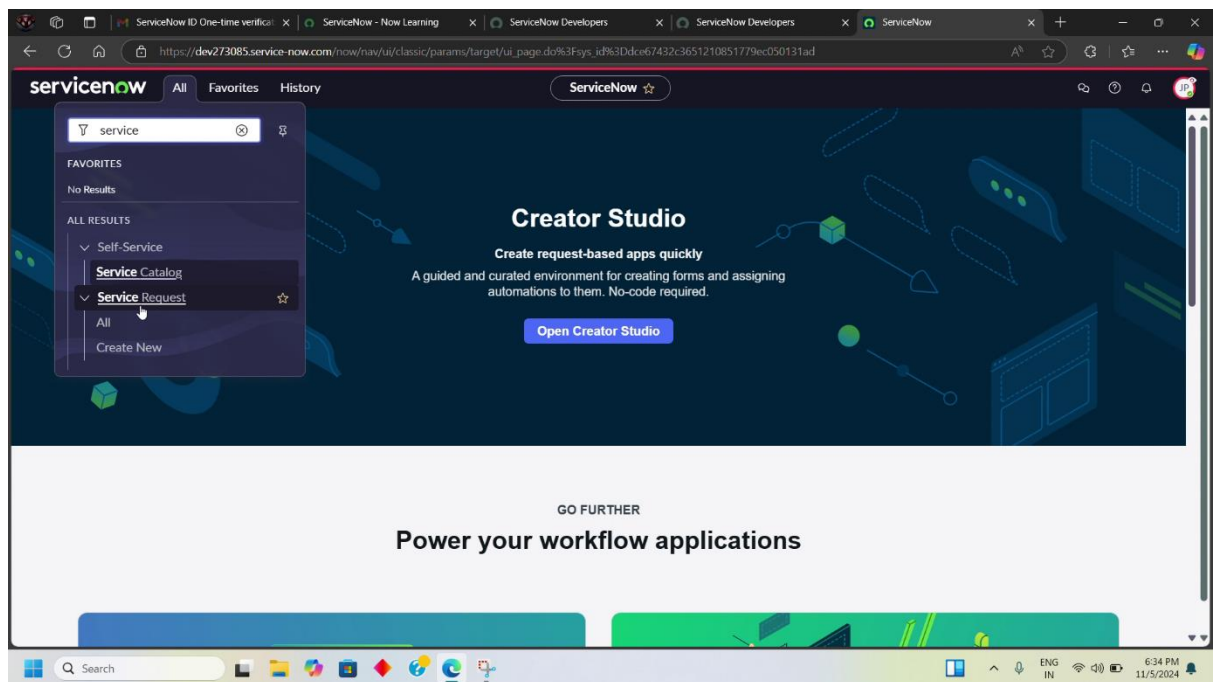 ServiceNow ID One-time verificat
ServiceNow - Now Learning
ServiceNow Developers
ServiceNow Developers
ServiceNow
https://dev273085.service-now.com/now/nav/ui/classic/params/target/ui_page.do%3Fsys_id%3Ddce67432c3651210851779ec050131ad
servicenow
All
Favorites
History
ServiceNow
JP
service
FAVORITES
No Results
ALL RESULTS
Self-Service
Service Catalog
Service Request
All
Create New
Creator Studio
Create request-based apps quickly
A guided and curated environment for creating forms and assigning
automations to them. No-code required.
Open Creator Studio
GO FURTHER
Power your workflow applications
Search
ENG
IN
6:34 PM
11/5/2024